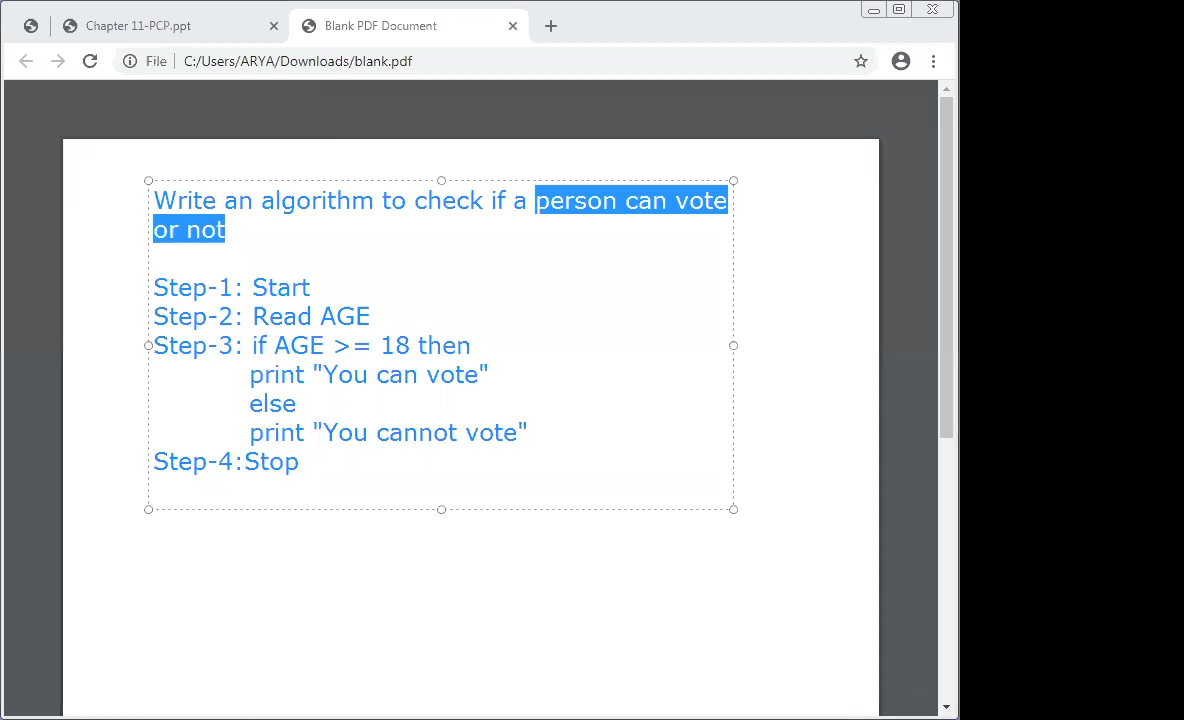 Chapter 11-PCP.ppt
Blank PDF Document
File
C:/Users/ARYA/Downloads/blank.pdf
Write an algorithm to check if a person can vote
or not
Step-1: Start
Step-2: Read AGE
Step-3: if AGE >= 18 then
print "You can vote"
else
print "You cannot vote"
Step-4:Stop